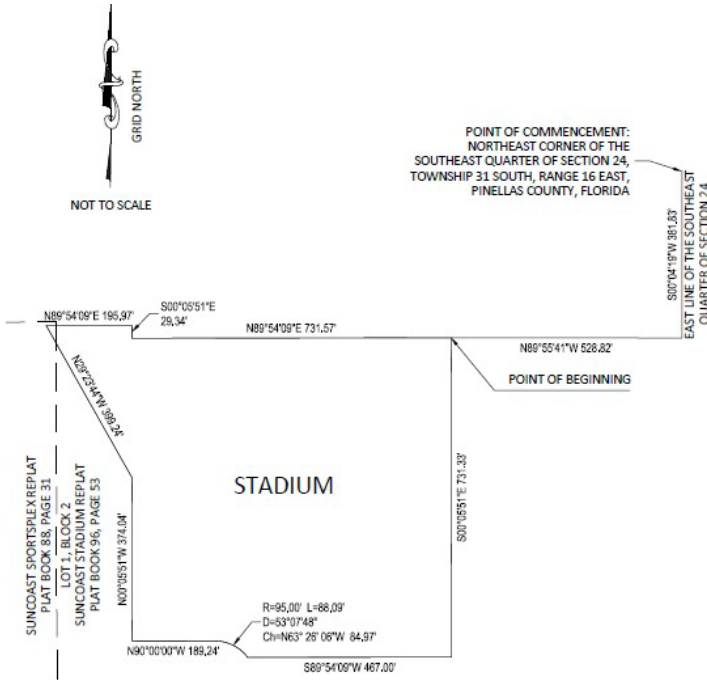 GRID NORTH
NOT TO SCALE
POINT OF COMMENCEMENT:
NORTHEAST CORNER OF THE
SOUTHEAST QUARTER OF SECTION 24,
TOWNSHIP 31 SOUTH, RANGE 16 EAST,
PINELLAS COUNTY, FLORIDA
S00°04'19"W 381.83'
EAST LINE OF THE SOUTHEAST
QUARTER OF SECTION 24
N89°54'09"E 195.97'
S00°05'51"E
29.34'
N89°54'09"E 731.57'
N89°55'41"W 528.82'
POINT OF BEGINNING
N29°23'44"W 399.24'
STADIUM
S00°05'51"E 731.33'
SUNCOAST SPORTSPLEX REPLAT
PLAT BOOK 88, PAGE 31
LOT 1, BLOCK 2
SUNCOAST STADIUM REPLAT
PLAT BOOK 96, PAGE 53
N00°05'51"W 374.04'
R=95.00' L=88.09'
D=53°07'48"
Ch=N63° 26' 06"W 84.97'
N90°00'00"W 189.24'
S89°54'09"W 467.00'